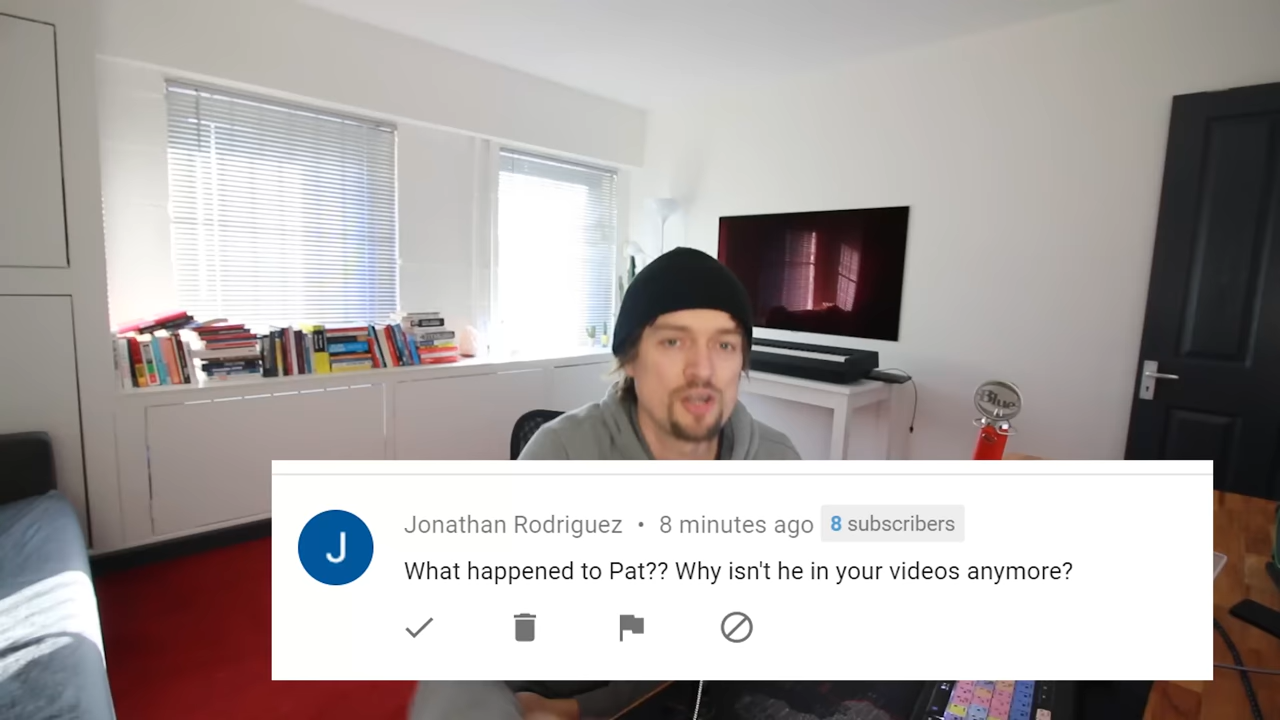 Blue
Jonathan Rodriguez • 8 minutes ago 8 subscribers
J
What happened to Pat?? Why isn't he in your videos anymore?